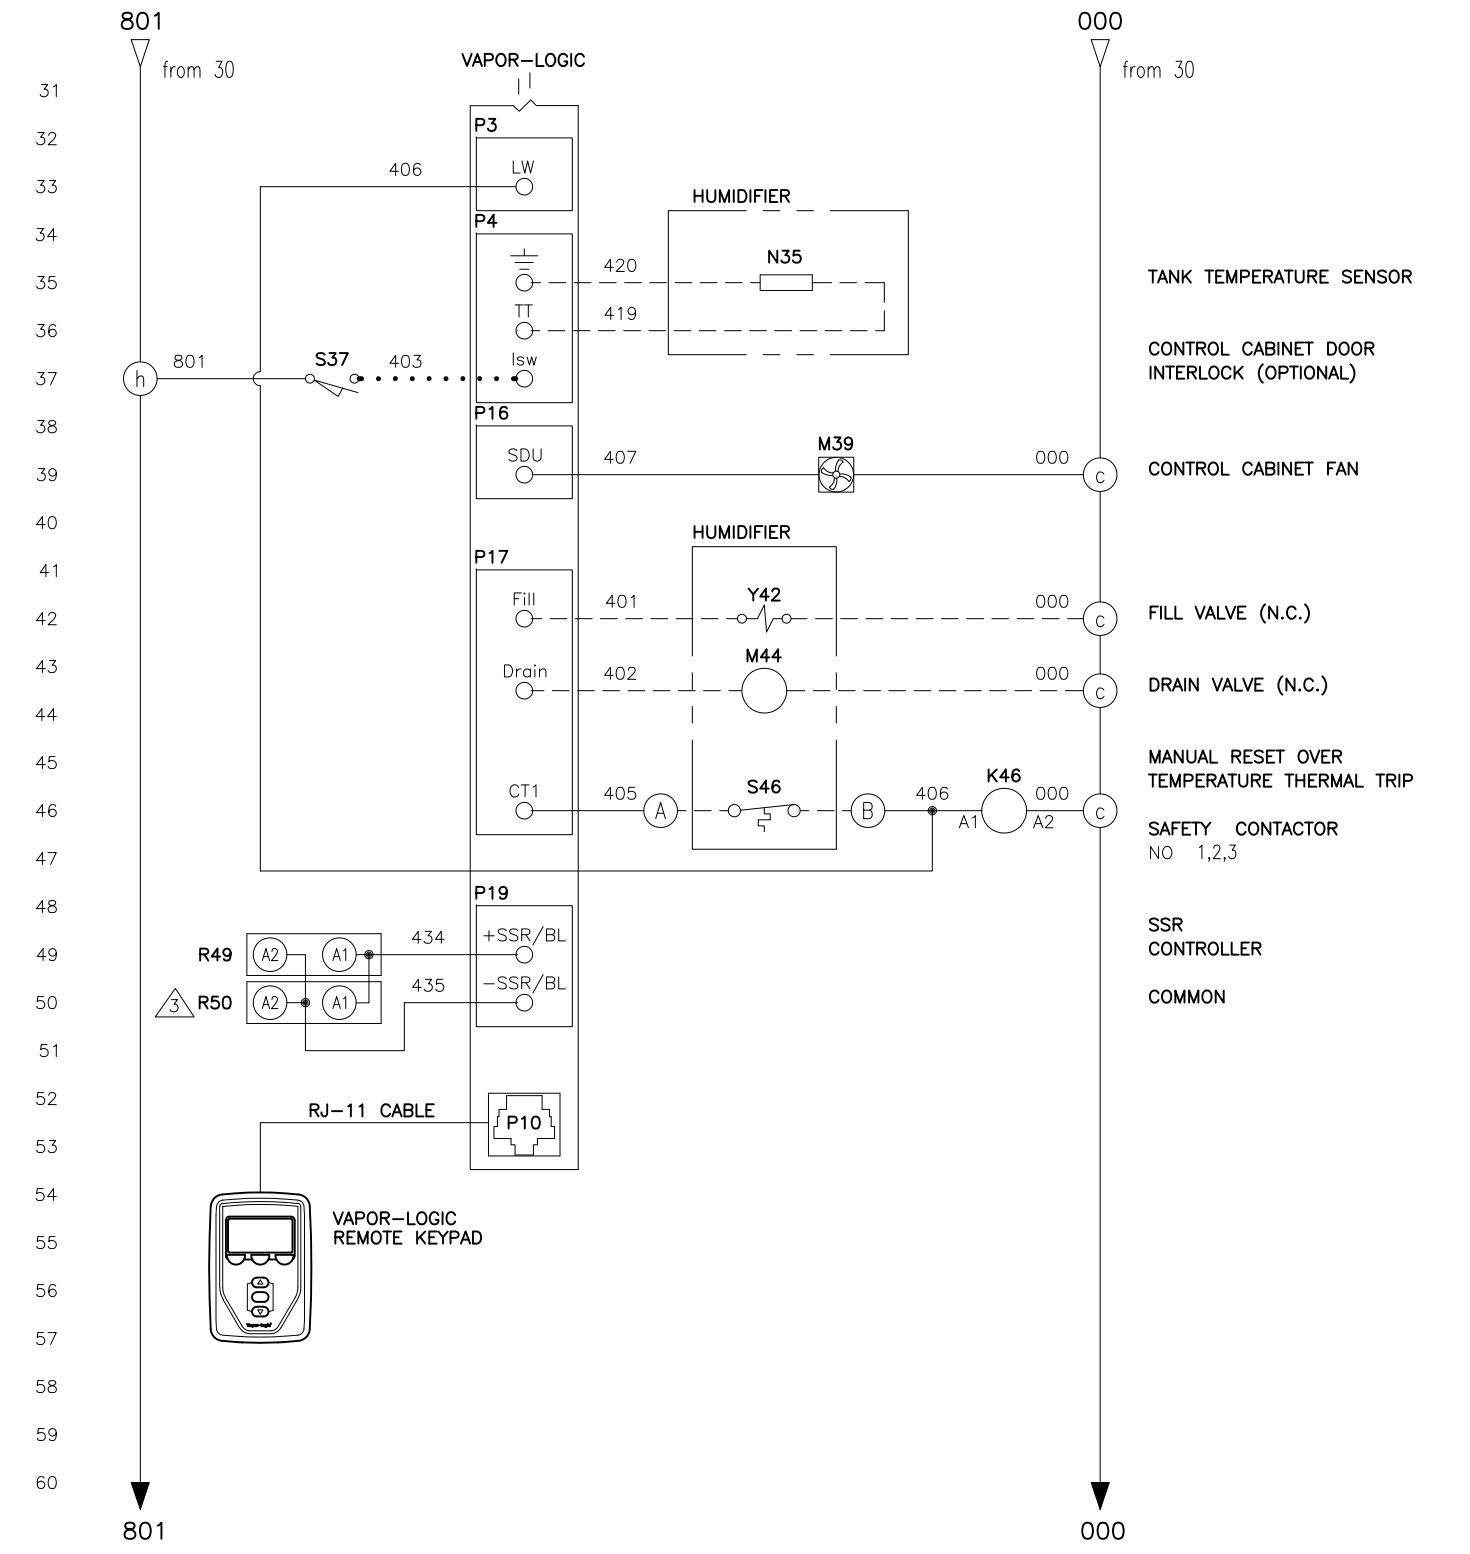 801
000
from 30
from 30
VAPOR-LOGIC
31
P3
32
LW
406
33
HUMIDIFIER
P4
34
N35
420
35
TANK TEMPERATURE SENSOR
TT
419
36
CONTROL CABINET DOOR
INTERLOCK (OPTIONAL)
801
S37
403
Isw
37
h
P16
38
SDU
407
M39
000
39
c
CONTROL CABINET FAN
40
HUMIDIFIER
P17
41
Fill
401
Y42
000
42
c
FILL VALVE (N.C.)
43
M44
Drain
402
000
c
DRAIN VALVE (N.C.)
44
45
MANUAL RESET OVER
TEMPERATURE THERMAL TRIP
CT1
405
S46
406
K46
000
46
A
B
A1
A2
c
SAFETY CONTACTOR
NO 1,2,3
47
P19
48
434
+SSR/BL
SSR
CONTROLLER
49
R49
A2
A1
435
-SSR/BL
50
3
R50
A2
A1
COMMON
51
52
RJ-11 CABLE
P10
53
54
VAPOR-LOGIC
REMOTE KEYPAD
55
56
Vapor-logic
57
58
59
60
801
000